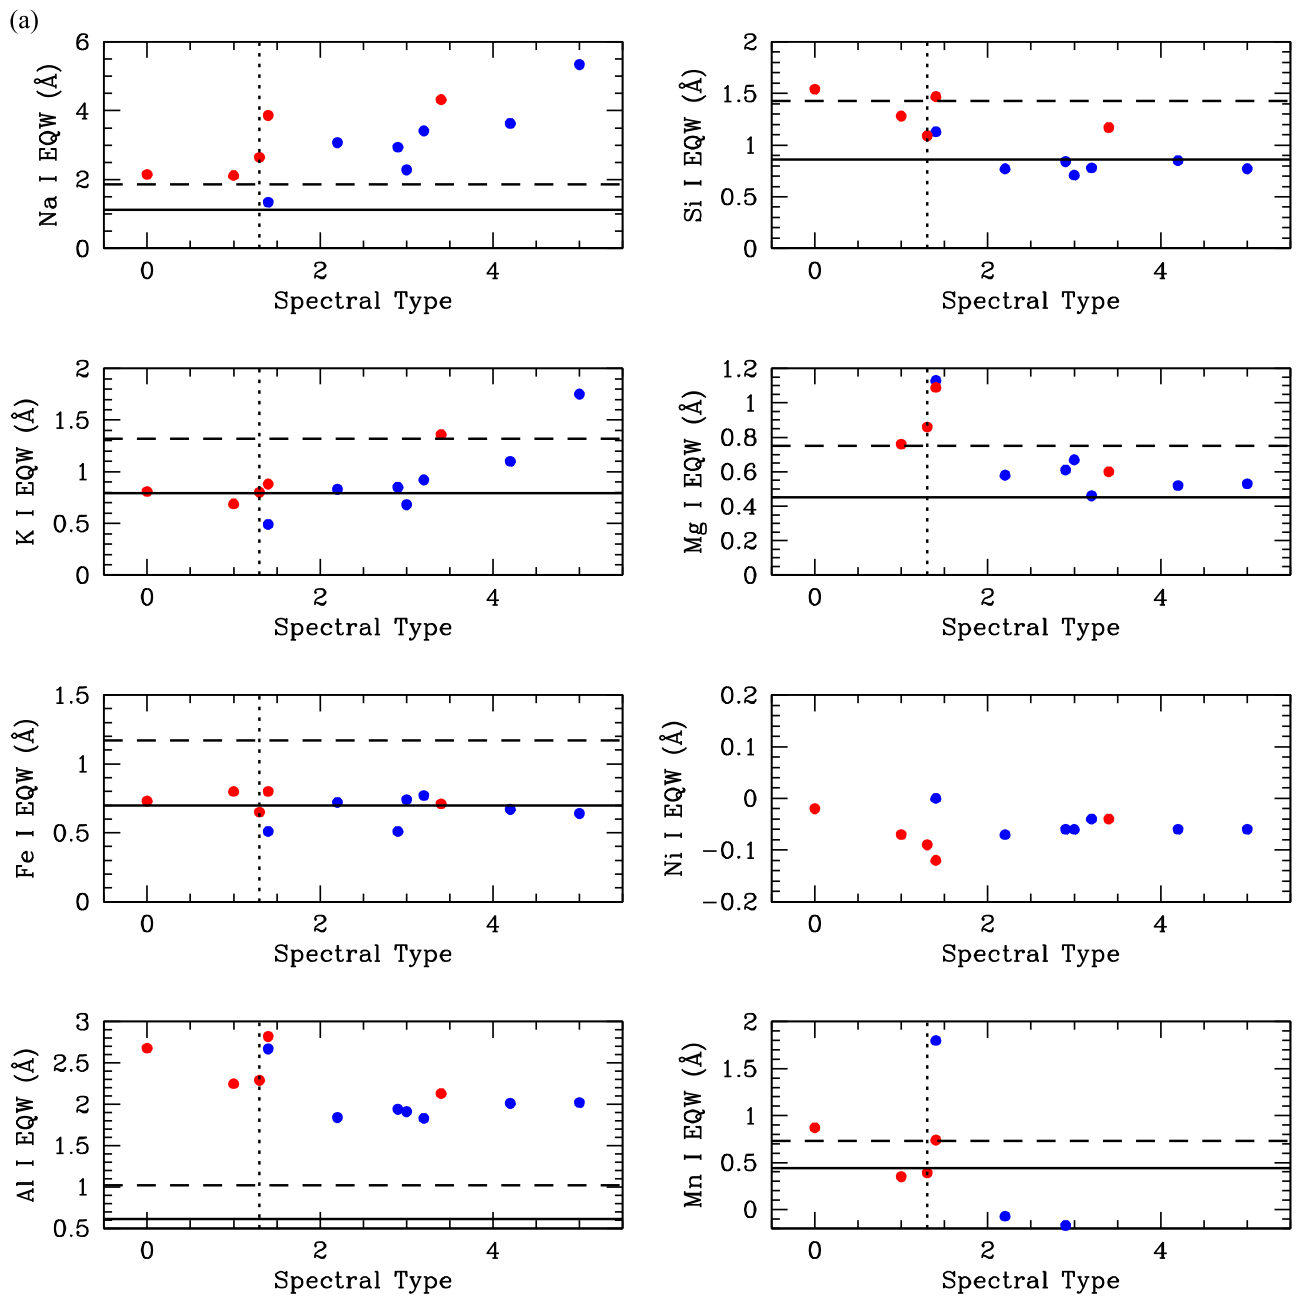 (a)
Na I EQW (Å)
6
4
2
0
0 2 4
Spectral Type
Si I EQW (Å)
2
1.5
1
0.5
0
0 2 4
Spectral Type
K I EQW (Å)
2
1.5
1
0.5
0
0 2 4
Spectral Type
Mg I EQW (Å)
1.2
1
0.8
0.6
0.4
0.2
0
0 2 4
Spectral Type
Fe I EQW (Å)
1.5
1
0.5
0
0 2 4
Spectral Type
Ni I EQW (Å)
0.2
0.1
0
−0.1
−0.2
0 2 4
Spectral Type
Al I EQW (Å)
3
2.5
2
1.5
1
0.5
0 2 4
Spectral Type
Mn I EQW (Å)
2
1.5
1
0.5
0
0 2 4
Spectral Type